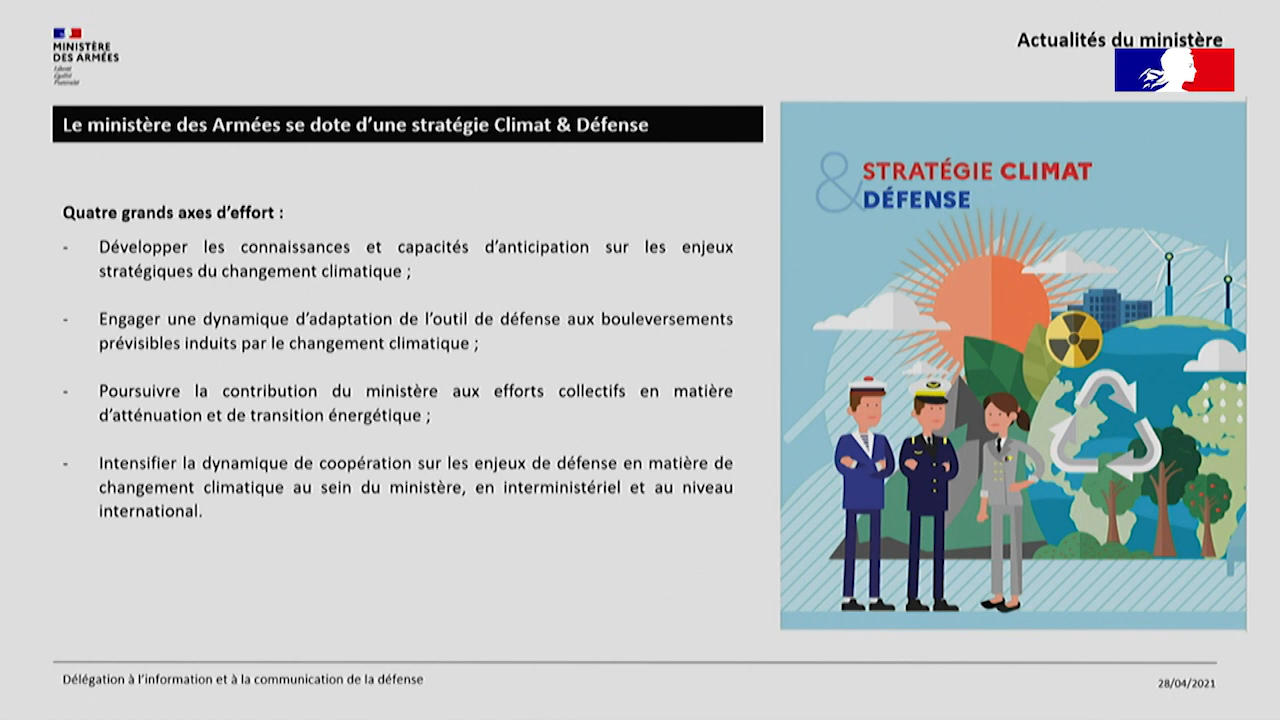 MINISTÈRE
DES ARMÉES
Liberté
Égalité
Fraternité
Actualités du ministère
Le ministère des Armées se dote d'une stratégie Climat & Défense
Quatre grands axes d'effort :
- Développer les connaissances et capacités d'anticipation sur les enjeux
stratégiques du changement climatique ;
- Engager une dynamique d'adaptation de l'outil de défense aux bouleversements
prévisibles induits par le changement climatique ;
- Poursuivre la contribution du ministère aux efforts collectifs en matière
d'atténuation et de transition énergétique ;
- Intensifier la dynamique de coopération sur les enjeux de défense en matière de
changement climatique au sein du ministère, en interministériel et au niveau
international.
& STRATÉGIE CLIMAT
DÉFENSE
Délégation à l'information et à la communication de la défense
28/04/2021